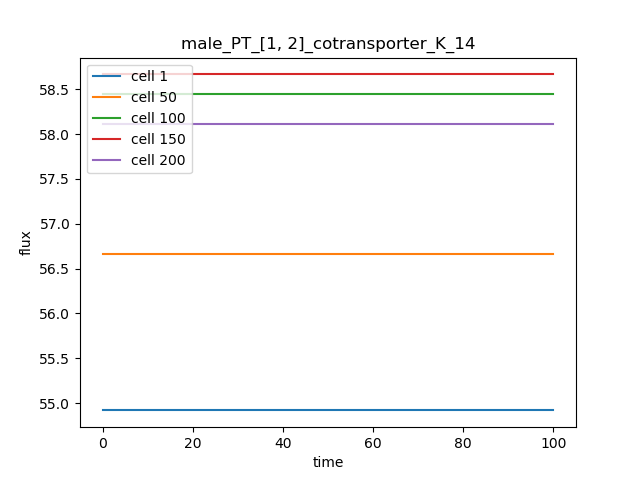 male_PT_[1, 2]_cotransporter_K_14
cell 1
cell 50
cell 100
cell 150
cell 200
58.5
58.0
57.5
57.0
56.5
56.0
55.5
55.0
flux
0 20 40 60 80 100
time